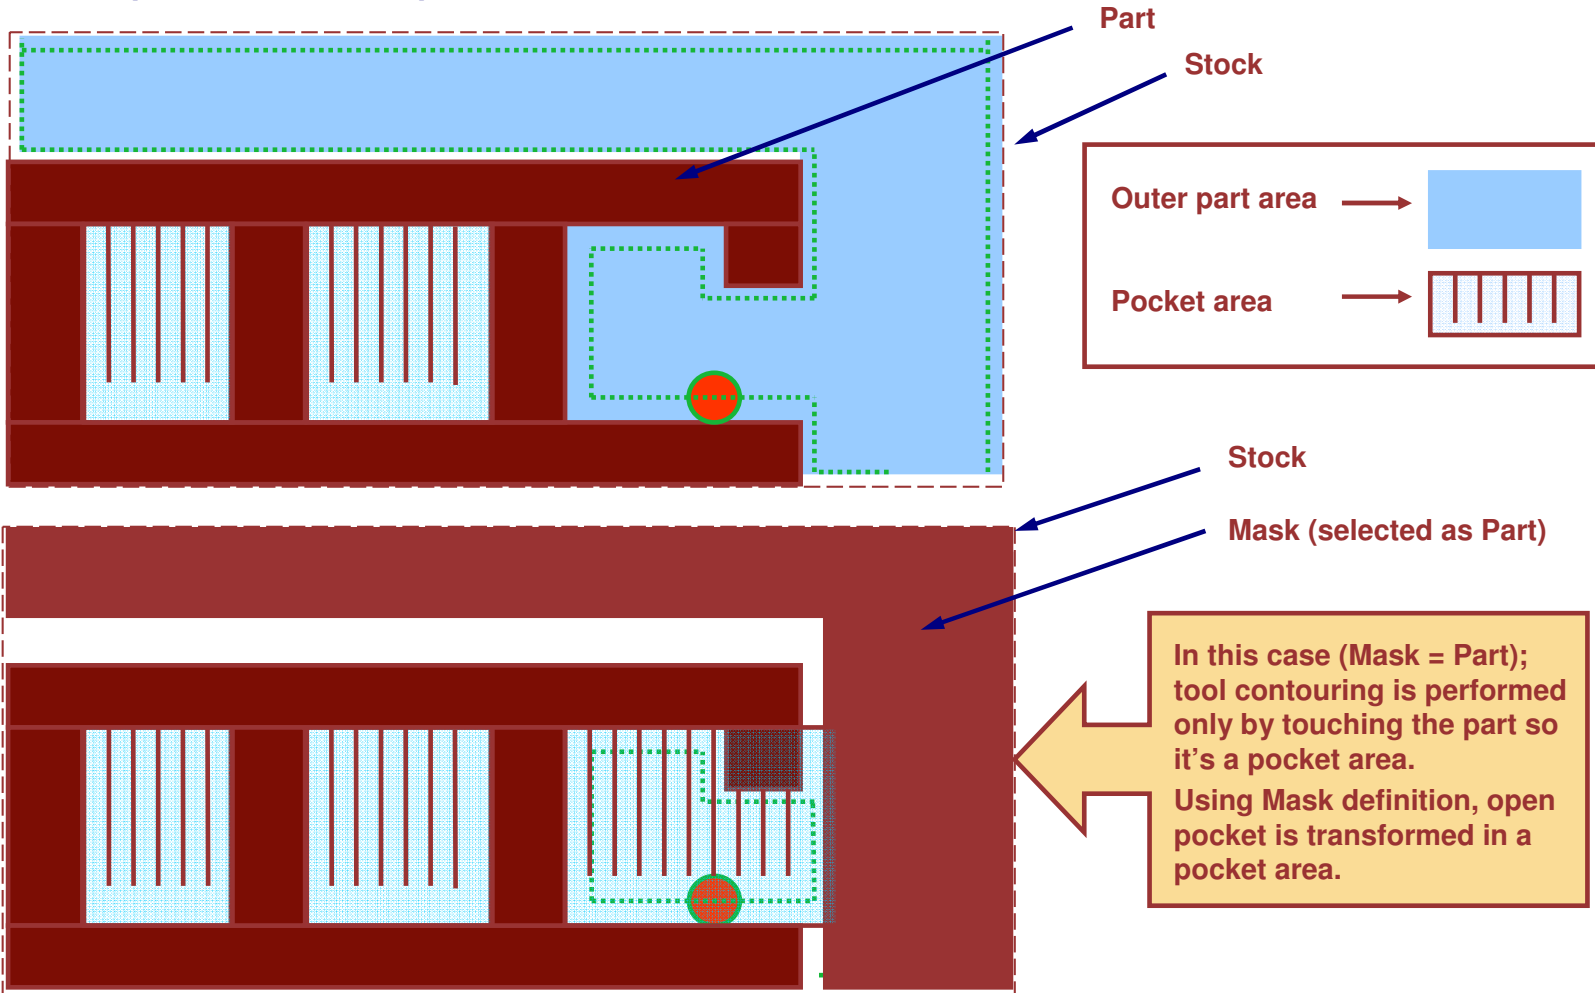 Part
Stock
Outer part area
Pocket area
Stock
Mask (selected as Part)
In this case (Mask = Part);
tool contouring is performed
only by touching the part so
it’s a pocket area.
Using Mask definition, open
pocket is transformed in a
pocket area.